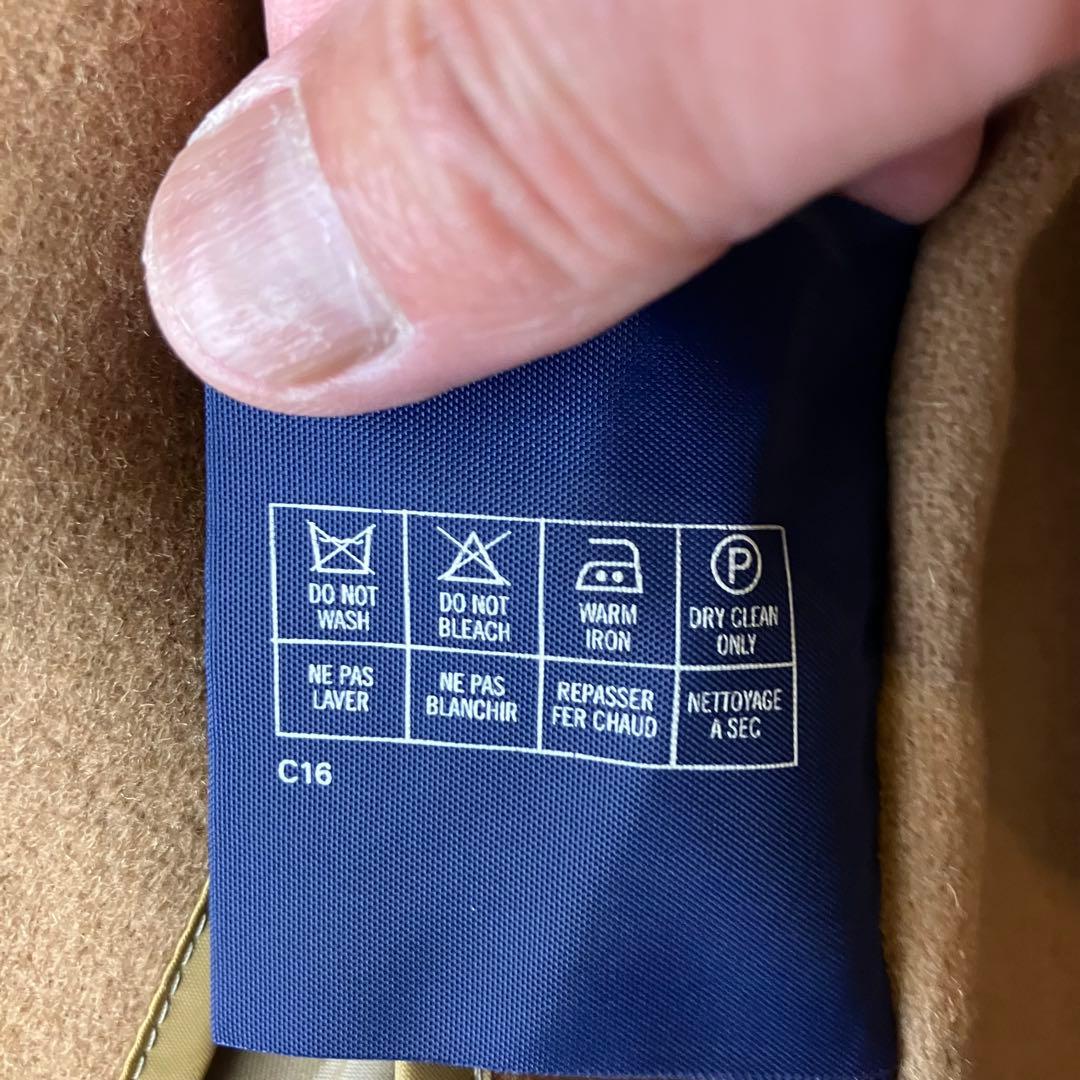 DO NOT
WASH
DO NOT
BLEACH
WARM
IRON
P
DRY CLEAN
ONLY
NE PAS
LAVER
NE PAS
BLANCHIR
REPASSER
FER CHAUD
NETTOYAGE
A SEC
C16